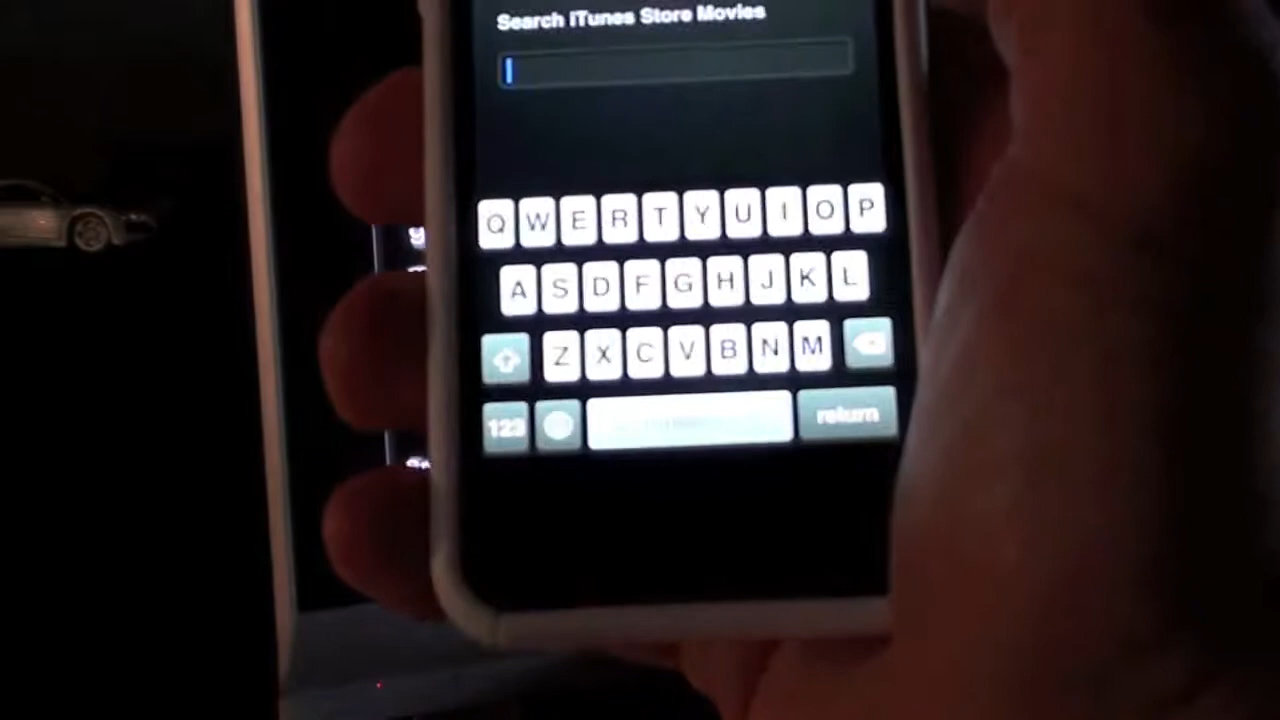 Search iTunes Store Movies
Q W E R T Y U I O P
A S D F G H J K L
Z X C V B N M
123 return